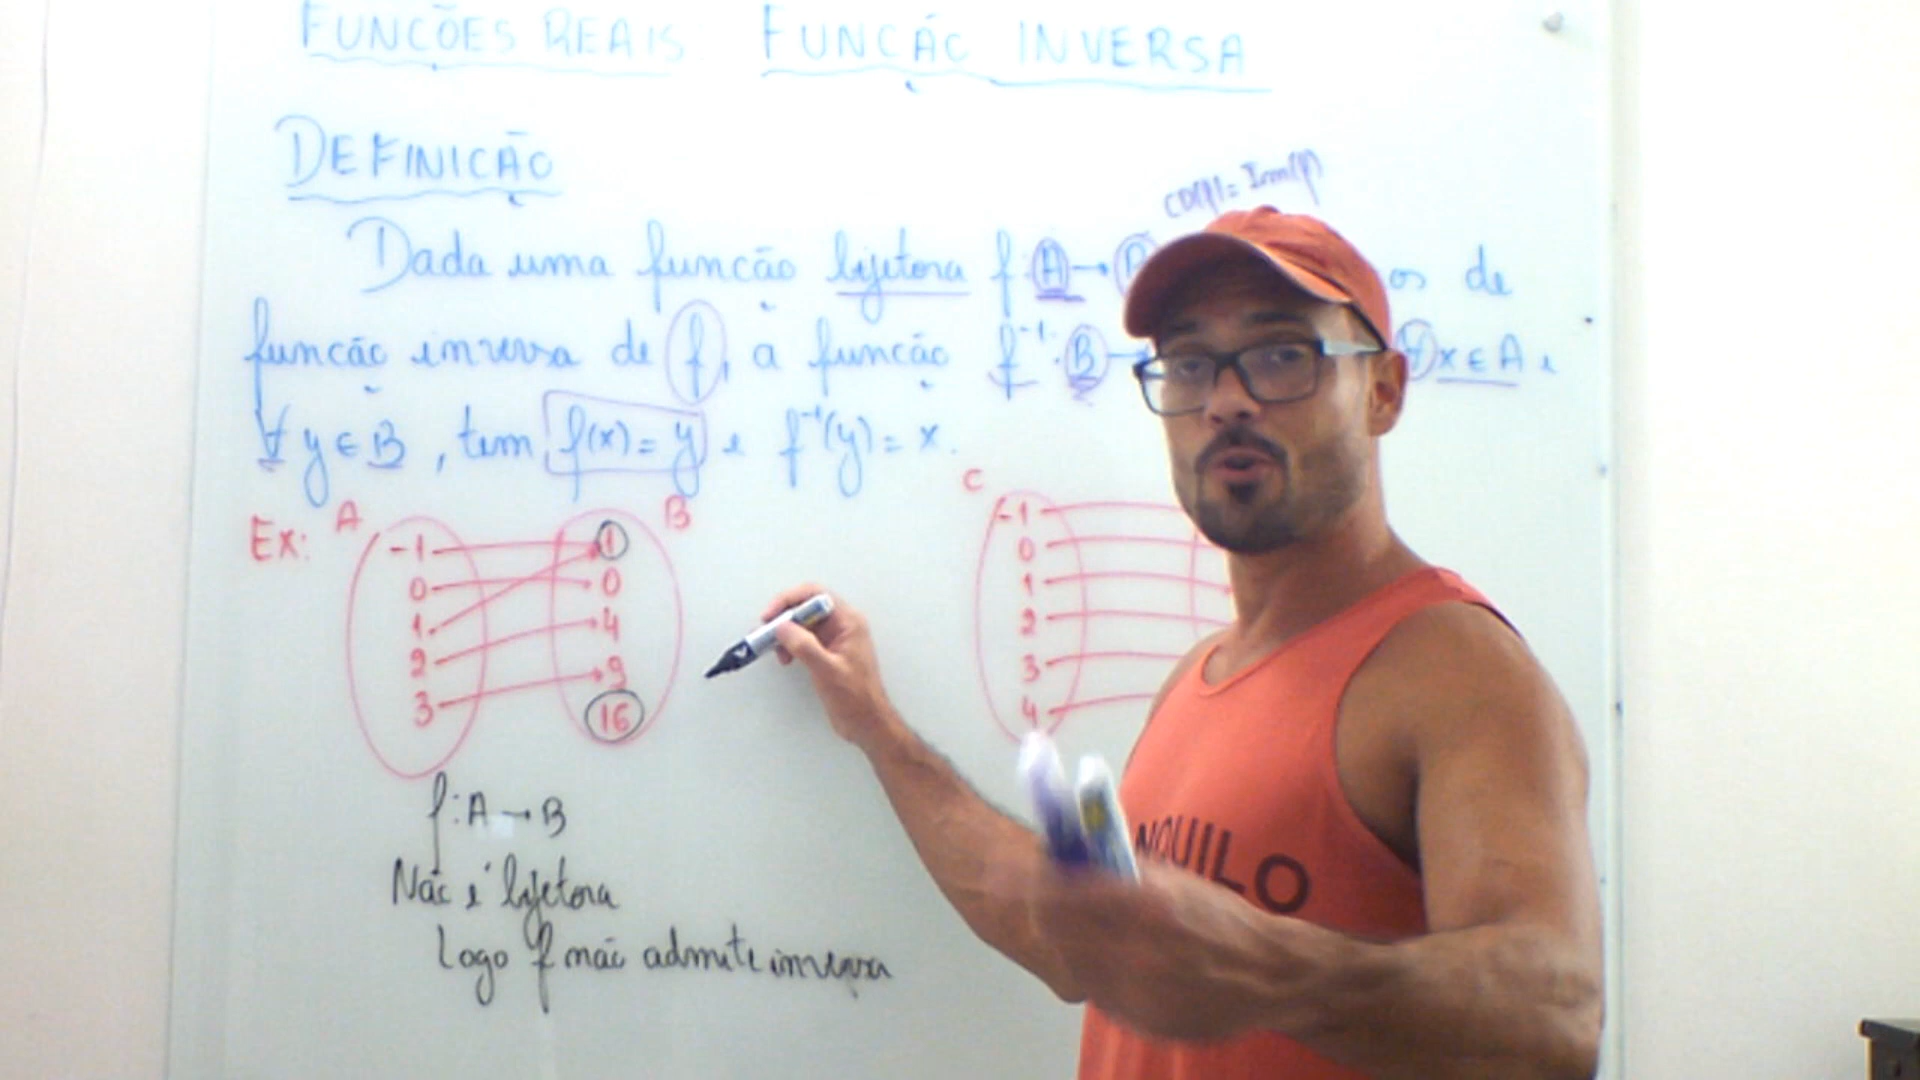 FUNÇÕES REAIS: FUNÇÃO INVERSA
DEFINIÇÃO
CD(f) = Im(f)
Dada uma função bijetora f: A → B os de
função inversa de f, a função f⁻¹: B → ∀ x ∈ A e
∀ y ∈ B, tem f(x) = y e f⁻¹(y) = x.
Ex: A B C
-1 1 -1
0 0 0
1 4 1
2 9 2
3 16 3
4
f: A → B
Não é bijetora
Logo f não admite inversa
NQUILO